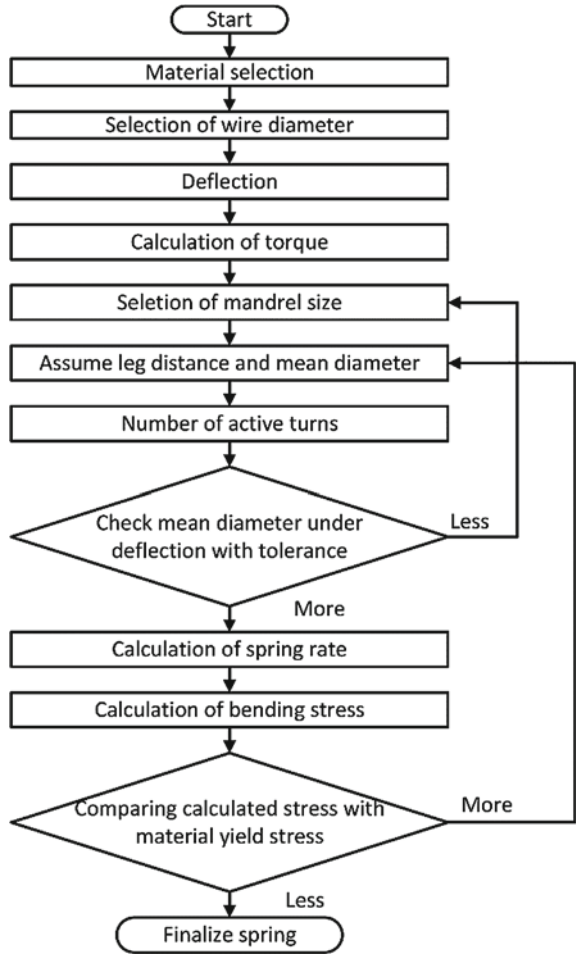 Start
Material selection
Selection of wire diameter
Deflection
Calculation of torque
Seletion of mandrel size
Assume leg distance and mean diameter
Number of active turns
Check mean diameter under
deflection with tolerance
Less
More
Calculation of spring rate
Calculation of bending stress
Comparing calculated stress with
material yield stress
More
Less
Finalize spring